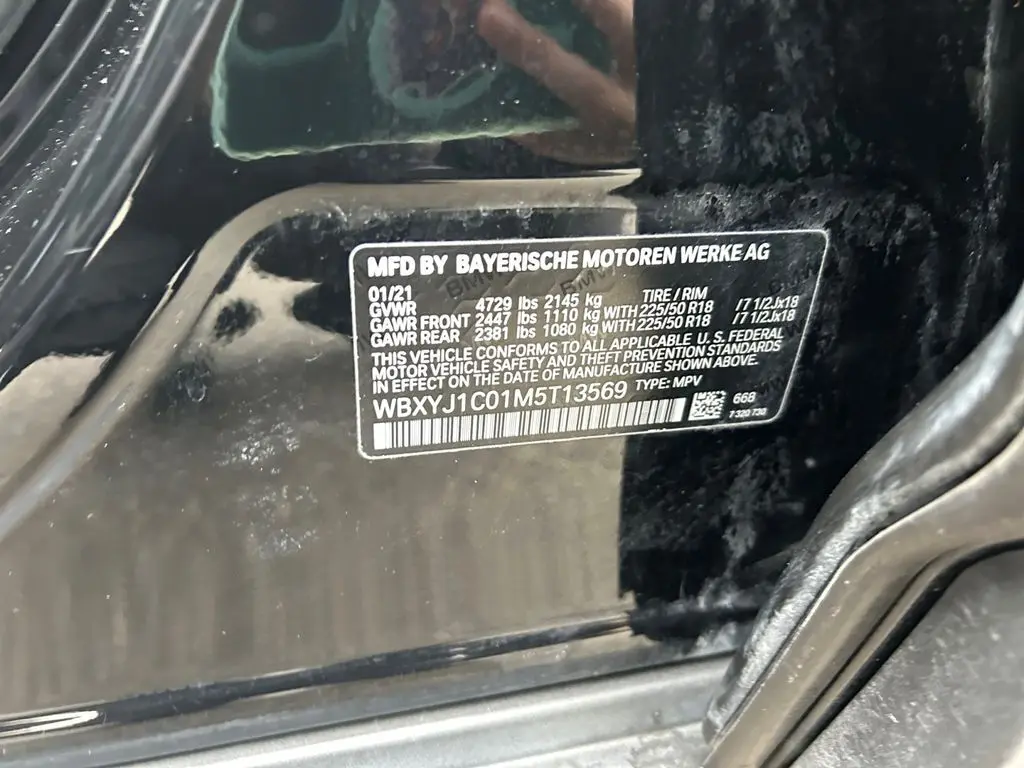 MFD BY BAYERISCHE MOTOREN WERKE AG
01/21 TIRE / RIM
GVWR 4729 lbs 2145 kg
GAWR FRONT 2447 lbs 1110 kg WITH 225/50 R18 /7 1/2Jx18
GAWR REAR 2381 lbs 1080 kg WITH 225/50 R18 /7 1/2Jx18
THIS VEHICLE CONFORMS TO ALL APPLICABLE U.S. FEDERAL
MOTOR VEHICLE SAFETY AND THEFT PREVENTION STANDARDS
IN EFFECT ON THE DATE OF MANUFACTURE SHOWN ABOVE.
WBXYJ1C01M5T13569 TYPE: MPV
668
7 320 730